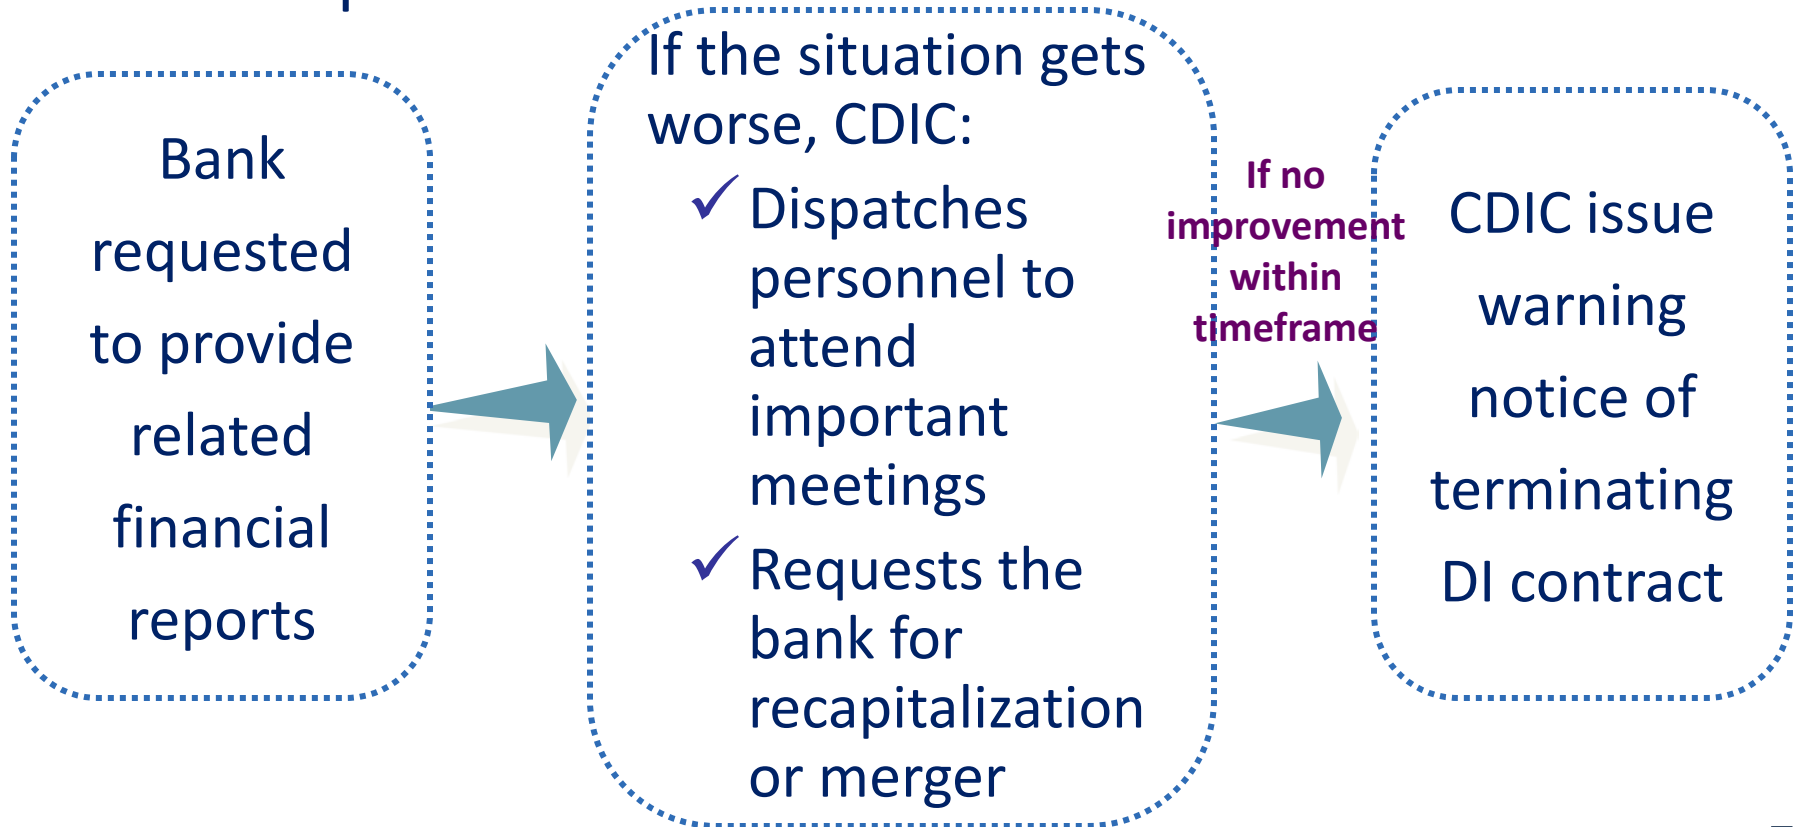 Bank
requested
to provide
related
financial
reports
If the situation gets
worse, CDIC:
✓ Dispatches
personnel to
attend
important
meetings
✓ Requests the
bank for
recapitalization
or merger
If no
improvement
within
timeframe
CDIC issue
warning
notice of
terminating
DI contract